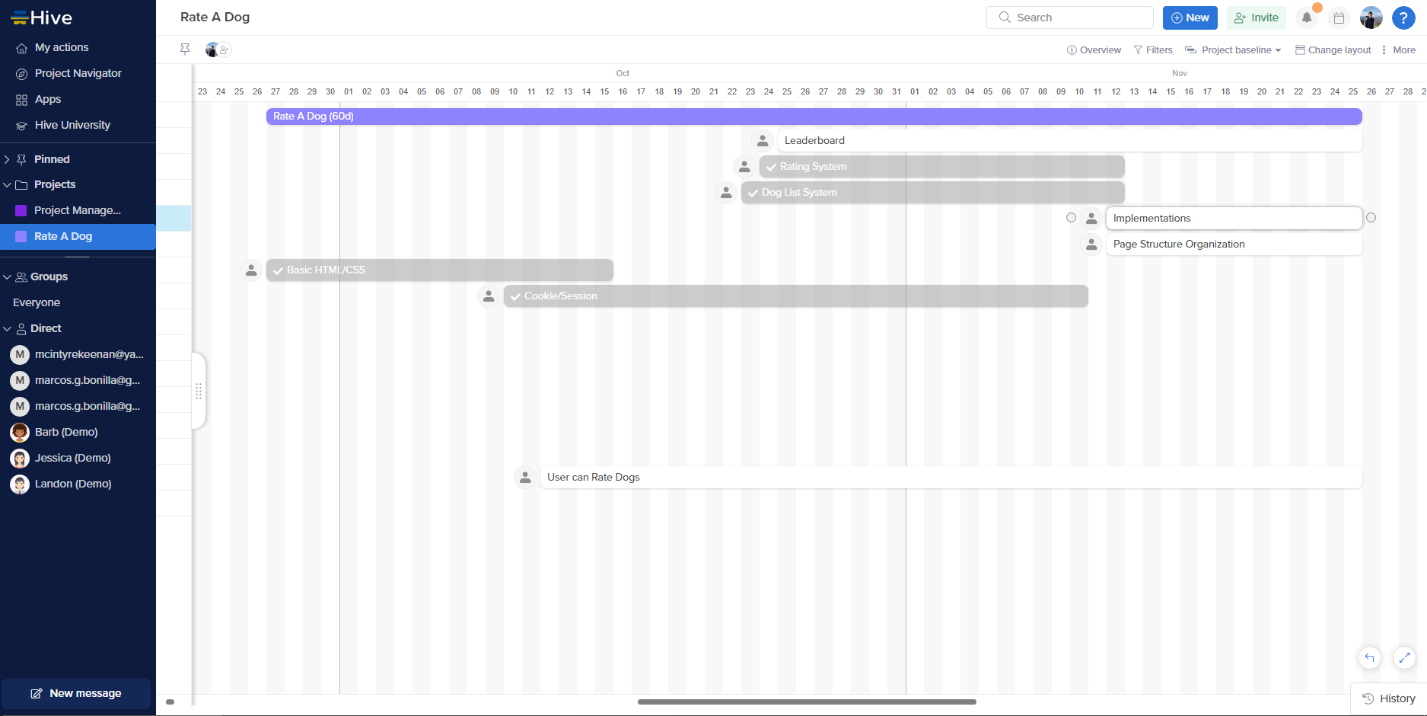 Hive
Rate A Dog
Search
New
Invite
?
My actions
Project Navigator
Apps
Hive University
Pinned
Projects
Project Manage...
Rate A Dog
Groups
Everyone
Direct
M mcintyrekeenan@ya...
M marcos.g.bonilla@g...
M marcos.g.bonilla@g...
Barb (Demo)
Jessica (Demo)
Landon (Demo)
New message
Overview
Filters
Project baseline
Change layout
More
Oct Nov
23 24 25 26 27 28 29 30 01 02 03 04 05 06 07 08 09 10 11 12 13 14 15 16 17 18 19 20 21 22 23 24 25 26 27 28 29 30 31 01 02 03 04 05 06 07 08 09 10 11 12 13 14 15 16 17 18 19 20 21 22 23 24 25 26 27 28 2
Rate A Dog (60d)
Leaderboard
Rating System
Dog List System
Implementations
Page Structure Organization
Basic HTML/CSS
Cookie/Session
User can Rate Dogs
History